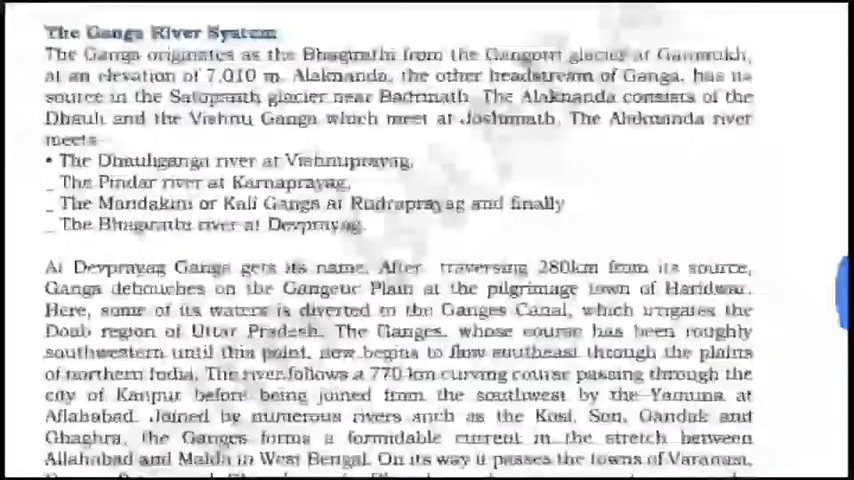 The Ganga River System
The Ganga originates as the Bhagirathi from the Gangotri glacier at Gaumukh,
at an elevation of 7,010 m. Alaknanda, the other headstream of Ganga, has its
source in the Satopanth glacier near Badrinath. The Alaknanda consists of the
Dhauli and the Vishnu Ganga which meet at Joshimath. The Alaknanda river
meets
• The Dhauliganga river at Vishnuprayag,
_ The Pindar river at Karnaprayag,
_ The Mandakini or Kali Ganga at Rudraprayag and finally
_ The Bhagirathi river at Devprayag.
At Devprayag Ganga gets its name. After traversing 280km from its source,
Ganga debouches on the Gangetic Plain at the pilgrimage town of Haridwar.
Here, some of its waters is diverted to the Ganges Canal, which irrigates the
Doab region of Uttar Pradesh. The Ganges, whose course has been roughly
southwestern until this point, now begins to flow southeast through the plains
of northern India. The river follows a 770 km curving course passing through the
city of Kanpur before being joined from the southwest by the Yamuna at
Allahabad. Joined by numerous rivers such as the Kosi, Son, Gandak and
Ghaghra, the Ganges forms a formidable current in the stretch between
Allahabad and Malda in West Bengal. On its way it passes the towns of Varanasi,